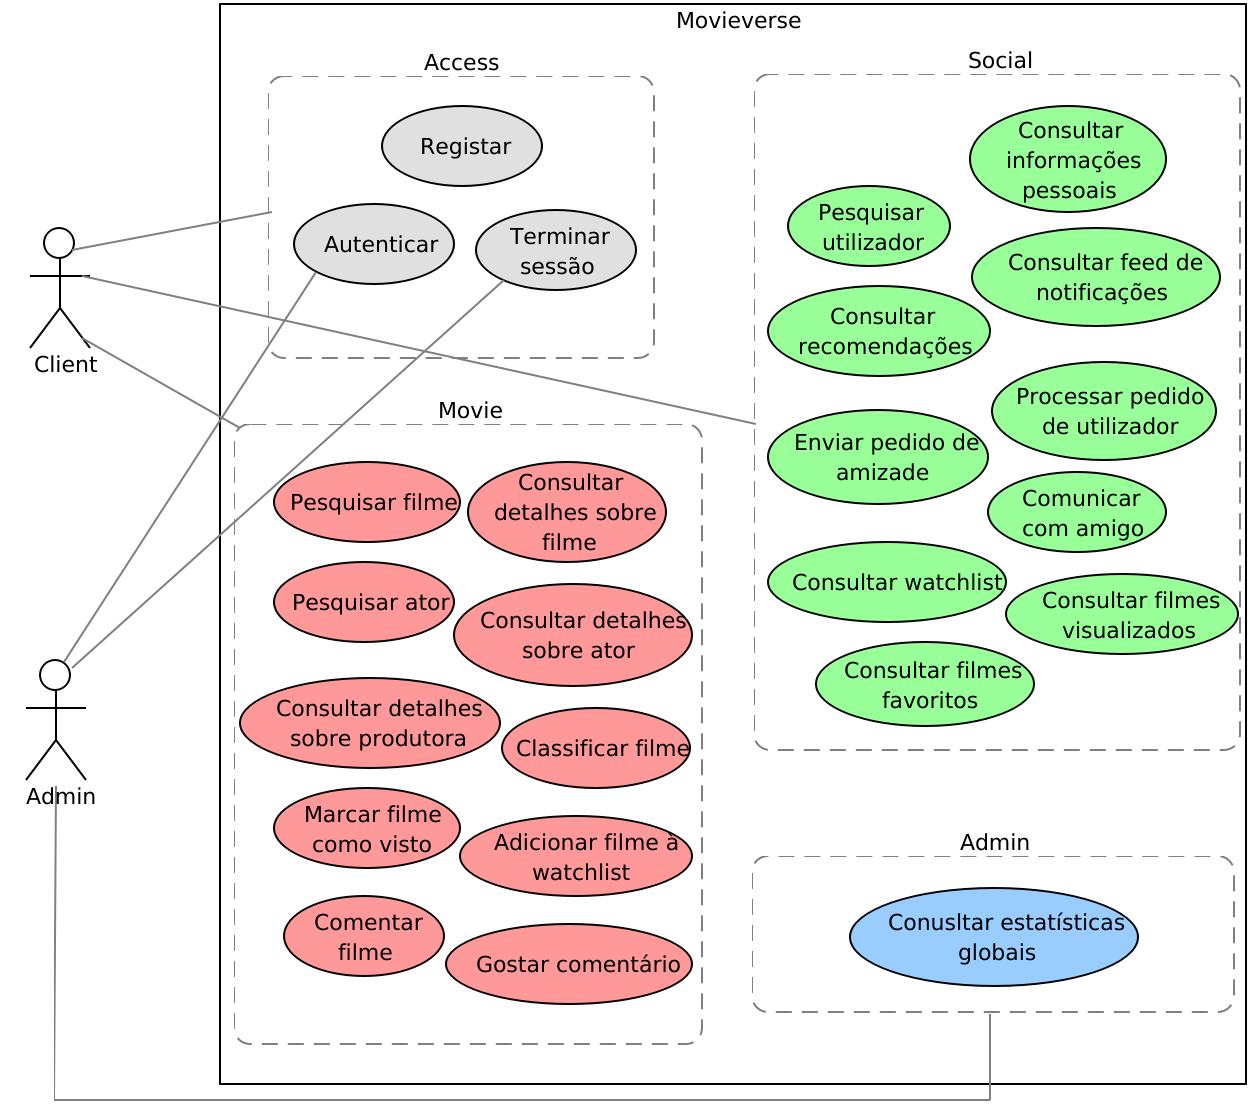 Movieverse
Access
Registar
Autenticar
Terminar
sessão
Client
Movie
Pesquisar filme
Consultar
detalhes sobre
filme
Pesquisar ator
Consultar detalhes
sobre ator
Consultar detalhes
sobre produtora
Classificar filme
Marcar filme
como visto
Adicionar filme à
watchlist
Comentar
filme
Gostar comentário
Admin
Social
Consultar
informações
pessoais
Pesquisar
utilizador
Consultar feed de
notificações
Consultar
recomendações
Processar pedido
de utilizador
Enviar pedido de
amizade
Comunicar
com amigo
Consultar watchlist
Consultar filmes
visualizados
Consultar filmes
favoritos
Admin
Conusltar estatísticas
globais